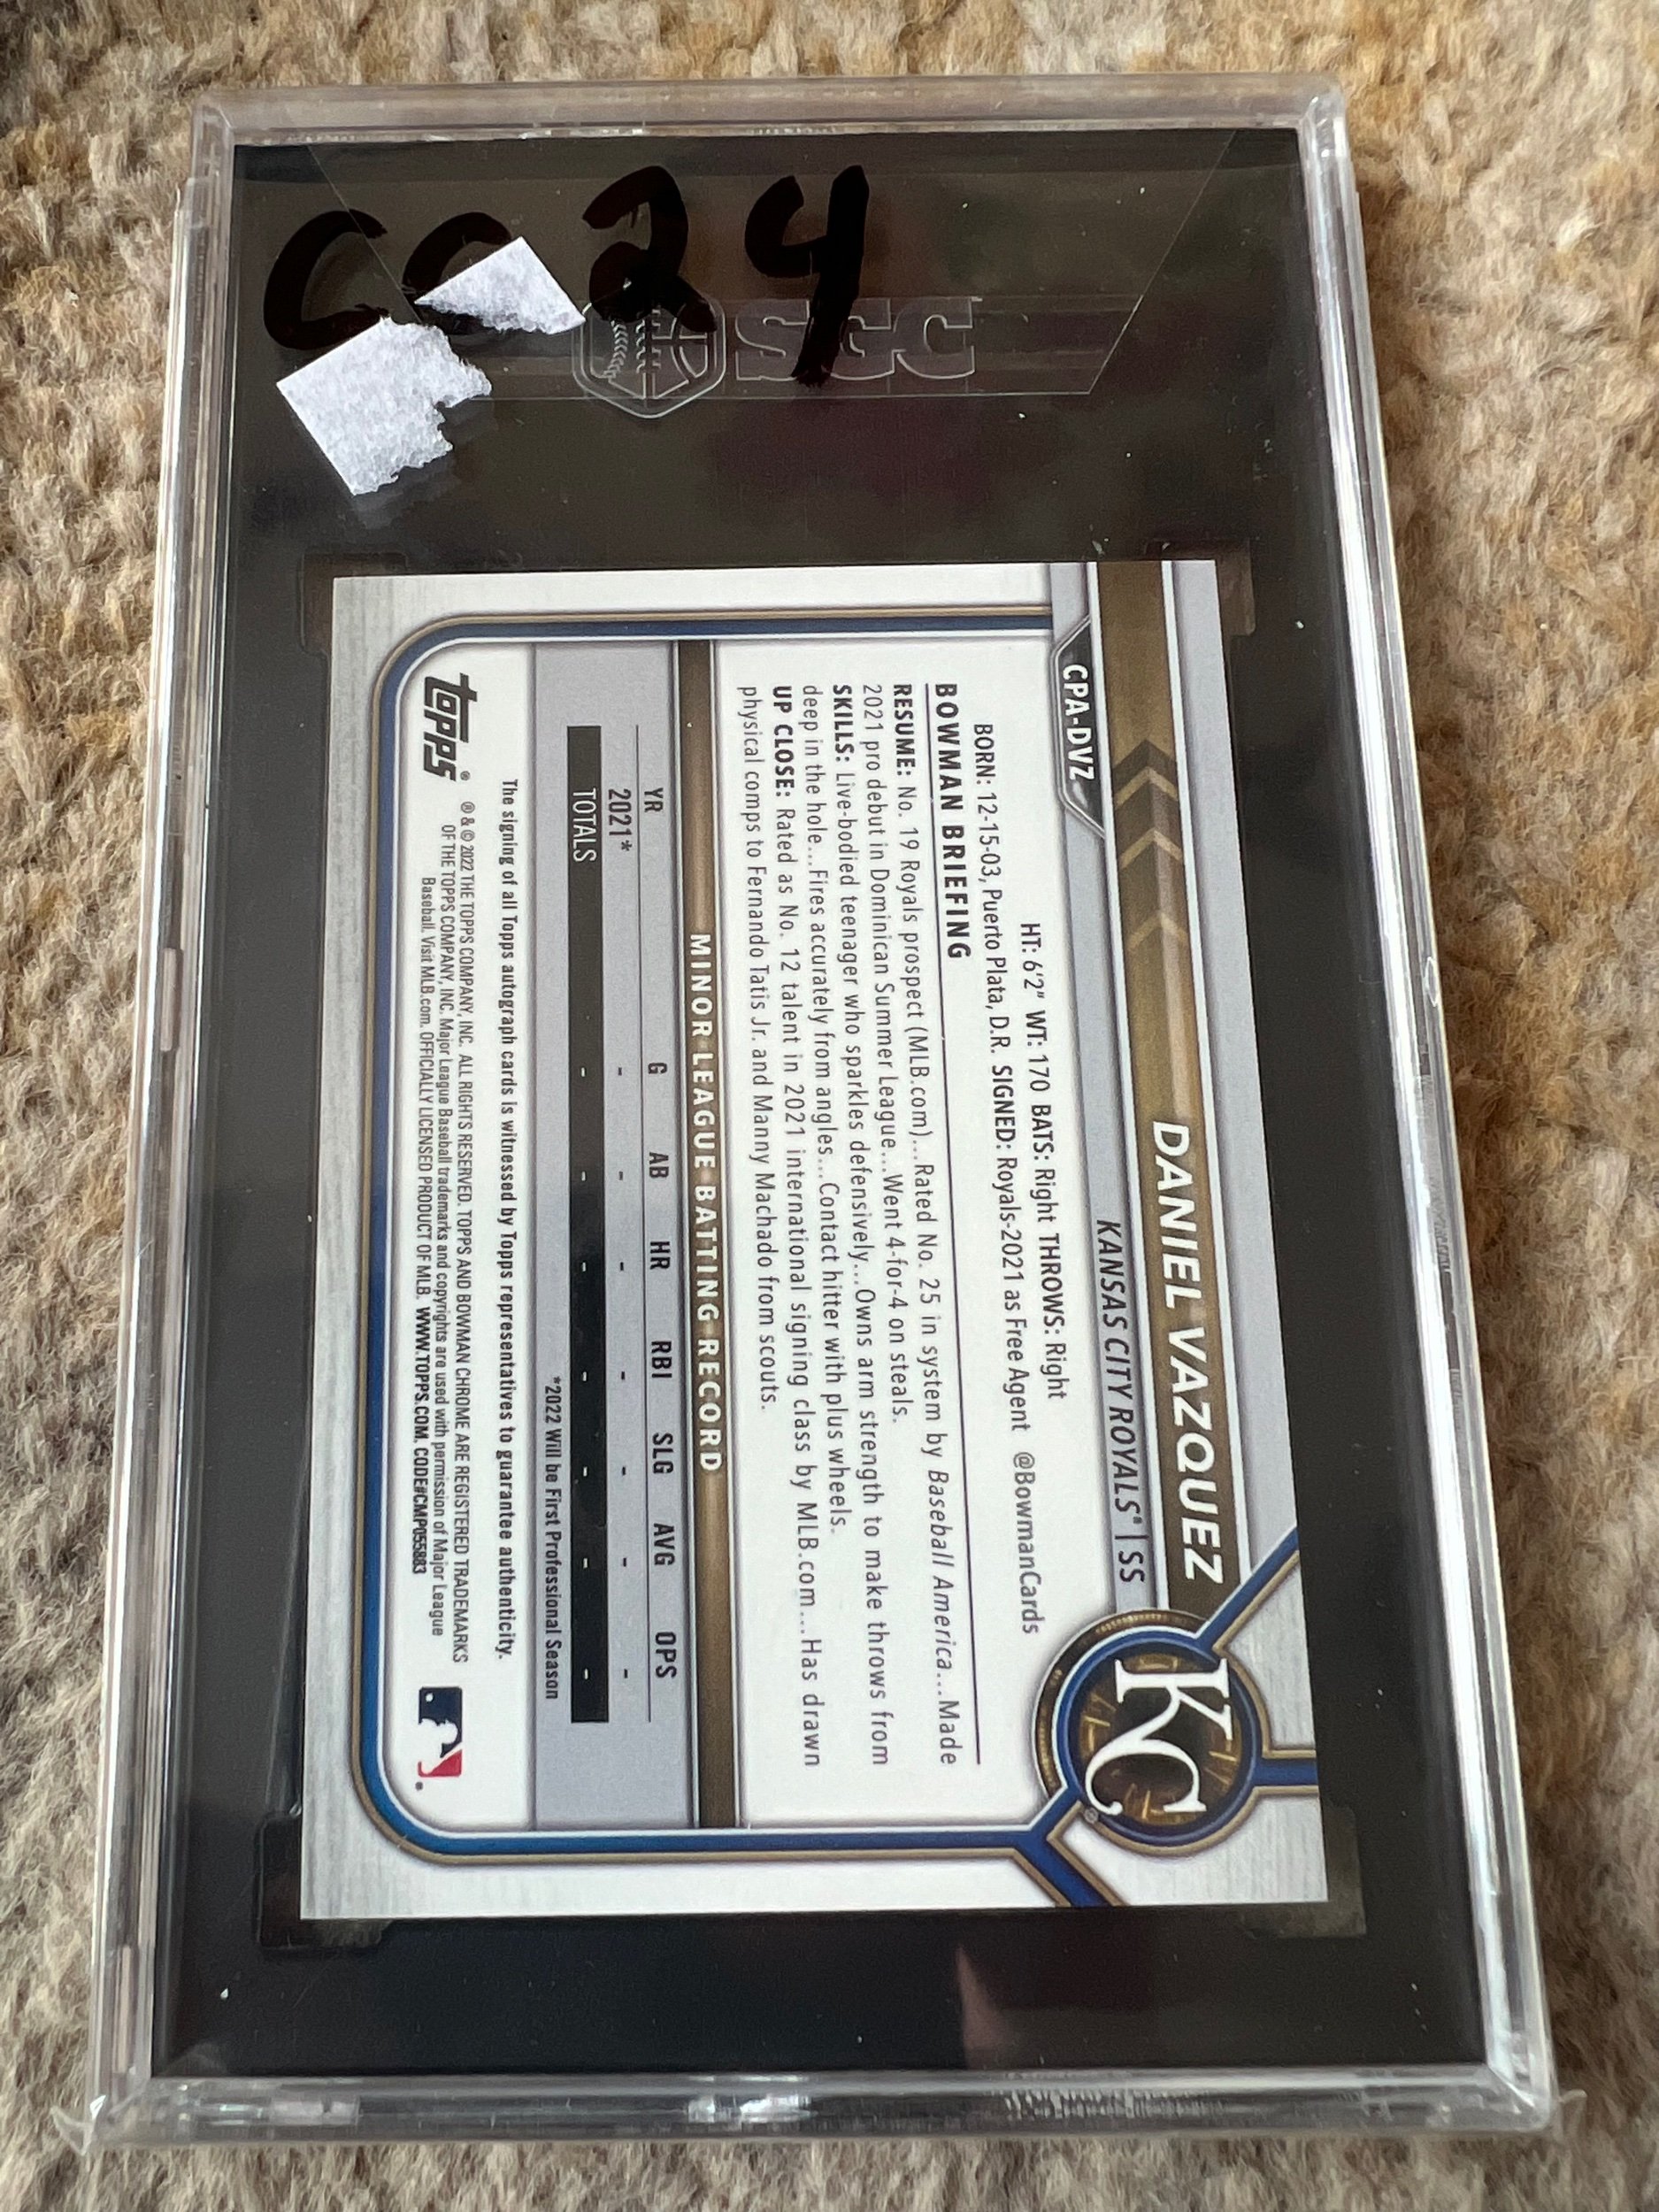 CC 24
SGC
CPA-DVZ
DANIEL VAZQUEZ
KANSAS CITY ROYALS® | SS
KC®
HT: 6'2" WT: 170 BATS: Right THROWS: Right
BORN: 12-15-03, Puerto Plata, D.R. SIGNED: Royals-2021 as Free Agent @BowmanCards
BOWMAN BRIEFING
RESUME: No. 19 Royals prospect (MLB.com)...Rated No. 25 in system by Baseball America...Made
2021 pro debut in Dominican Summer League...Went 4-for-4 on steals.
SKILLS: Live-bodied teenager who sparkles defensively...Owns arm strength to make throws from
deep in the hole...Fires accurately from angles...Contact hitter with plus wheels.
UP CLOSE: Rated as No. 12 talent in 2021 international signing class by MLB.com...Has drawn
physical comps to Fernando Tatis Jr. and Manny Machado from scouts.
MINOR LEAGUE BATTING RECORD
YR G AB HR RBI SLG AVG OPS
2021* - - - - - - -
TOTALS - - - - - - -
*2022 Will be First Professional Season
The signing of all Topps autograph cards is witnessed by Topps representatives to guarantee authenticity.
topps®
® & © 2022 THE TOPPS COMPANY, INC. ALL RIGHTS RESERVED. TOPPS AND BOWMAN CHROME ARE REGISTERED TRADEMARKS
OF THE TOPPS COMPANY, INC. Major League Baseball trademarks and copyrights are used with permission of Major League
Baseball. Visit MLB.com. OFFICIALLY LICENSED PRODUCT OF MLB. WWW.TOPPS.COM. CODE#CMP055883